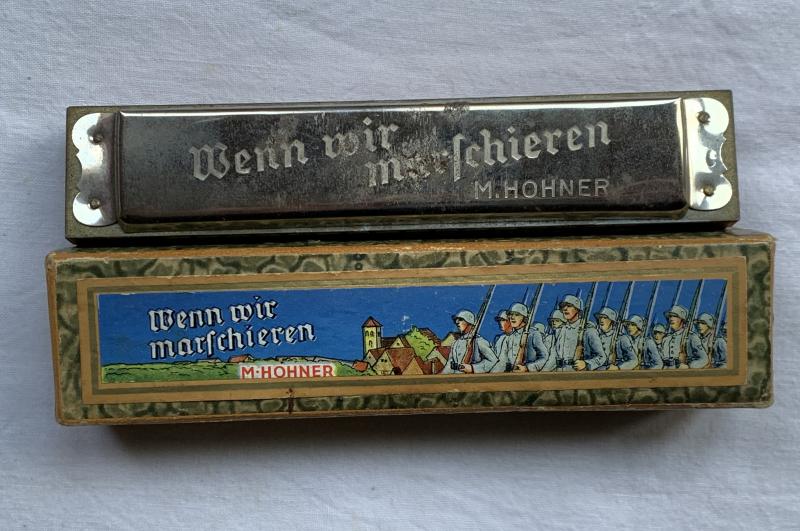 Wenn wir
marſchieren
M. HOHNER
Wenn wir
marſchieren
M·HOHNER